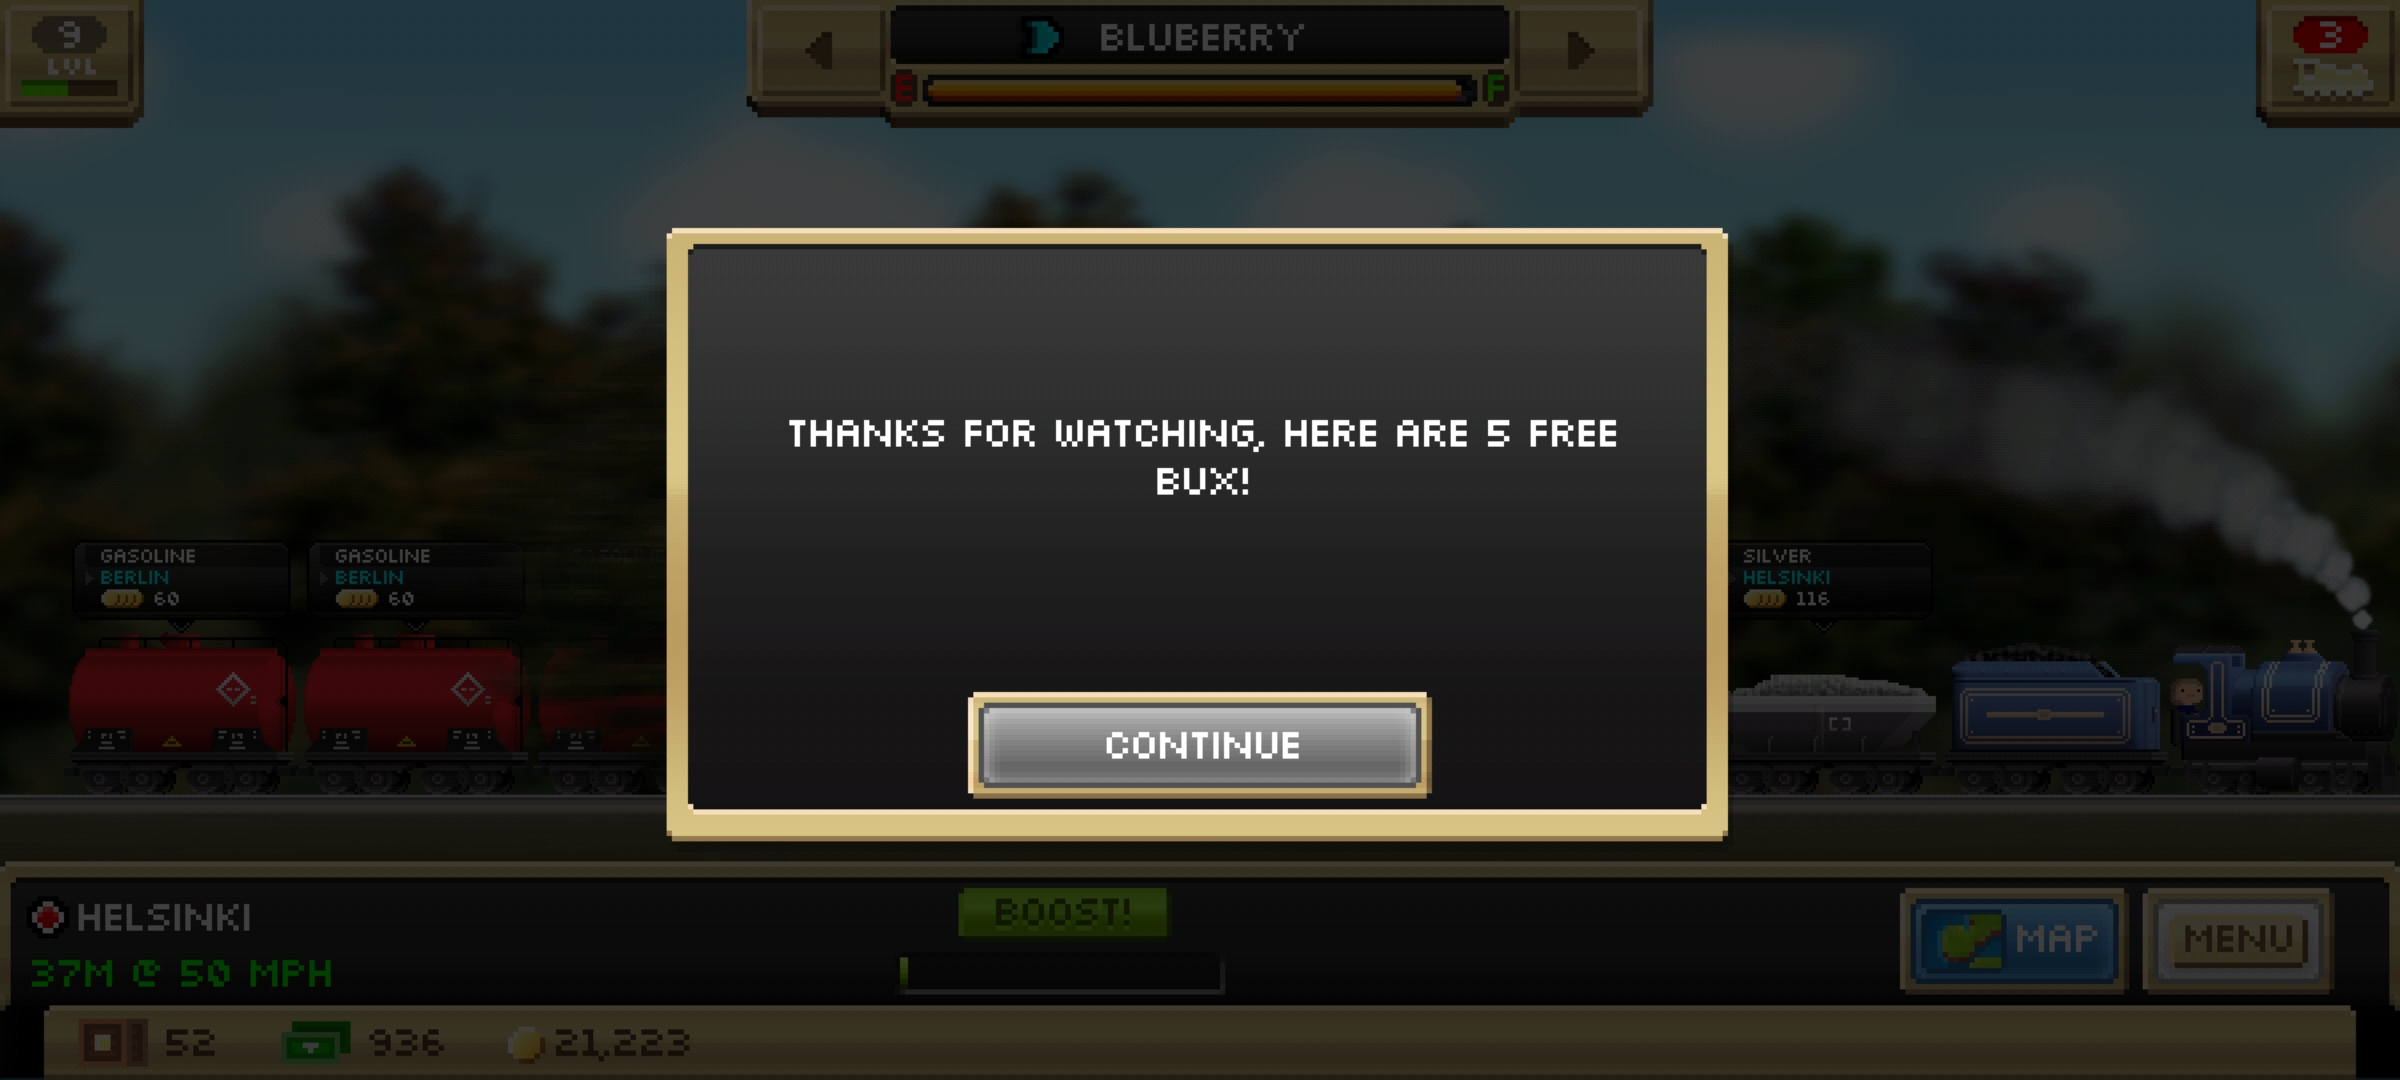 9
LVL
BLUBERRY
E F
3
THANKS FOR WATCHING, HERE ARE 5 FREE
BUX!
CONTINUE
GASOLINE
BERLIN
60
GASOLINE
BERLIN
60
SILVER
HELSINKI
116
HELSINKI
37M @ 50 MPH
BOOST!
MAP
MENU
52
936
21,223